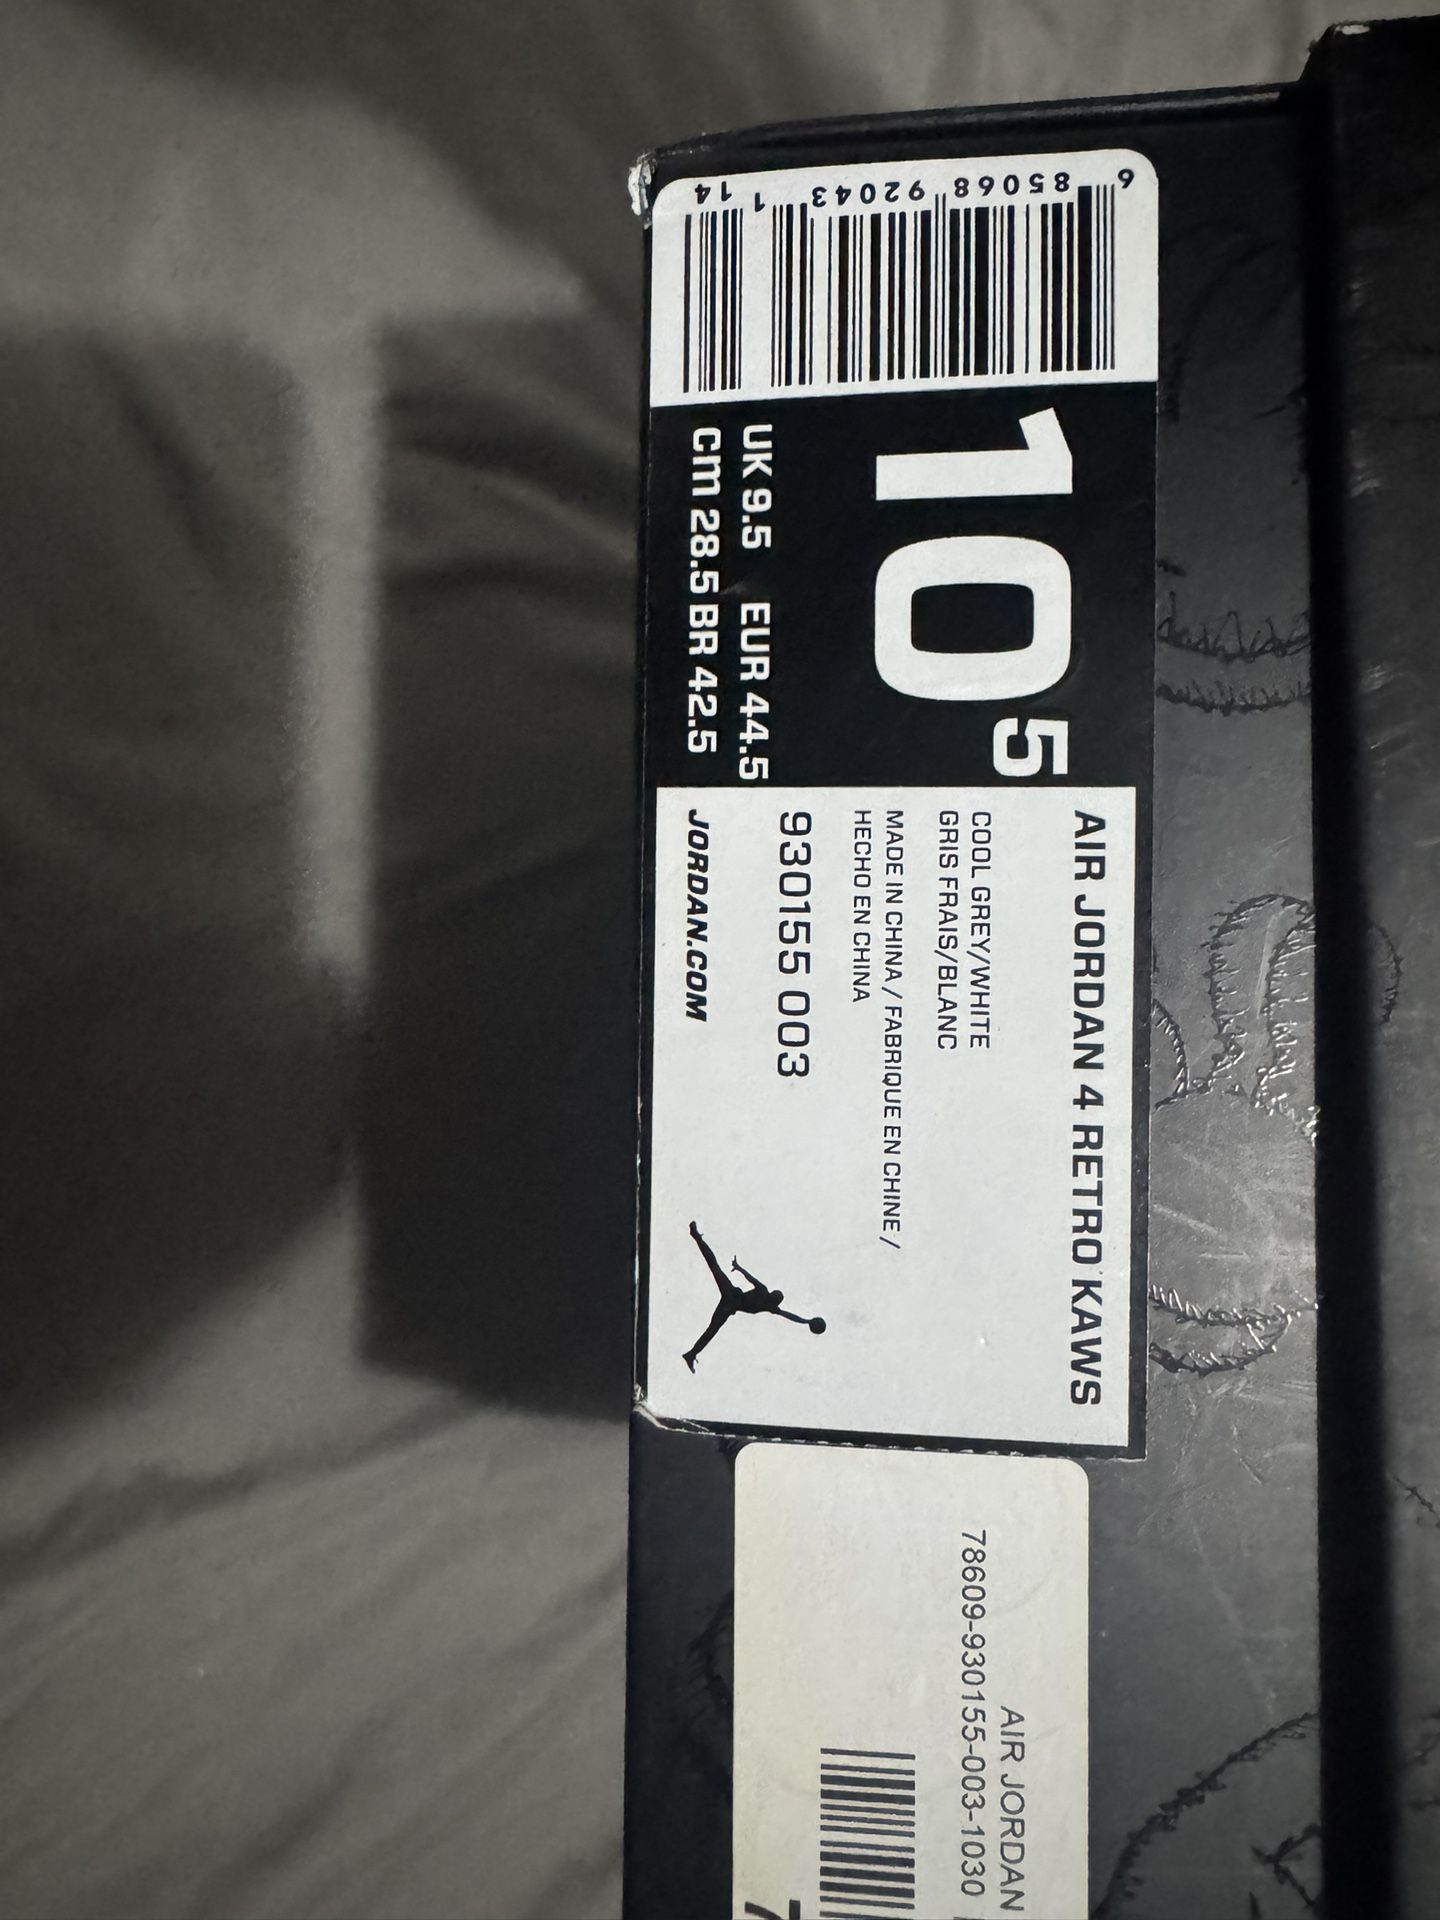 6 85068 92043 1 14
10 5
UK 9.5 EUR 44.5
cm 28.5 BR 42.5
AIR JORDAN 4 RETRO KAWS
COOL GREY/WHITE
GRIS FRAIS/BLANC
MADE IN CHINA / FABRIQUE EN CHINE /
HECHO EN CHINA
930155 003
JORDAN.COM
AIR JORDAN
78609-930155-003-1030